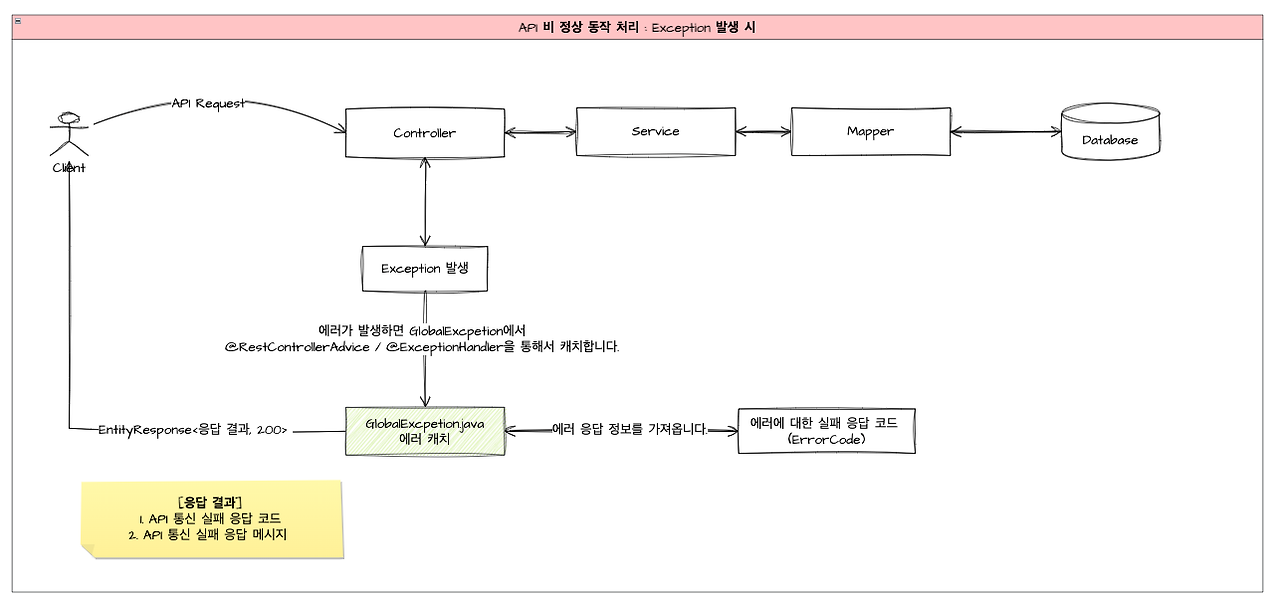 API 비 정상 동작 처리 : Exception 발생 시
API Request
Controller
Service
Mapper
Database
Client
Exception 발생
에러가 발생하면 GlobalExcpetion에서
@RestControllerAdvice / @ExceptionHandler을 통해서 캐치합니다.
EntityResponse<응답 결과, 200>
GlobalExcpetion.java
에러 캐치
에러 응답 정보를 가져옵니다.
에러에 대한 실패 응답 코드
(ErrorCode)
[응답 결과]
1. API 통신 실패 응답 코드
2. API 통신 실패 응답 메시지